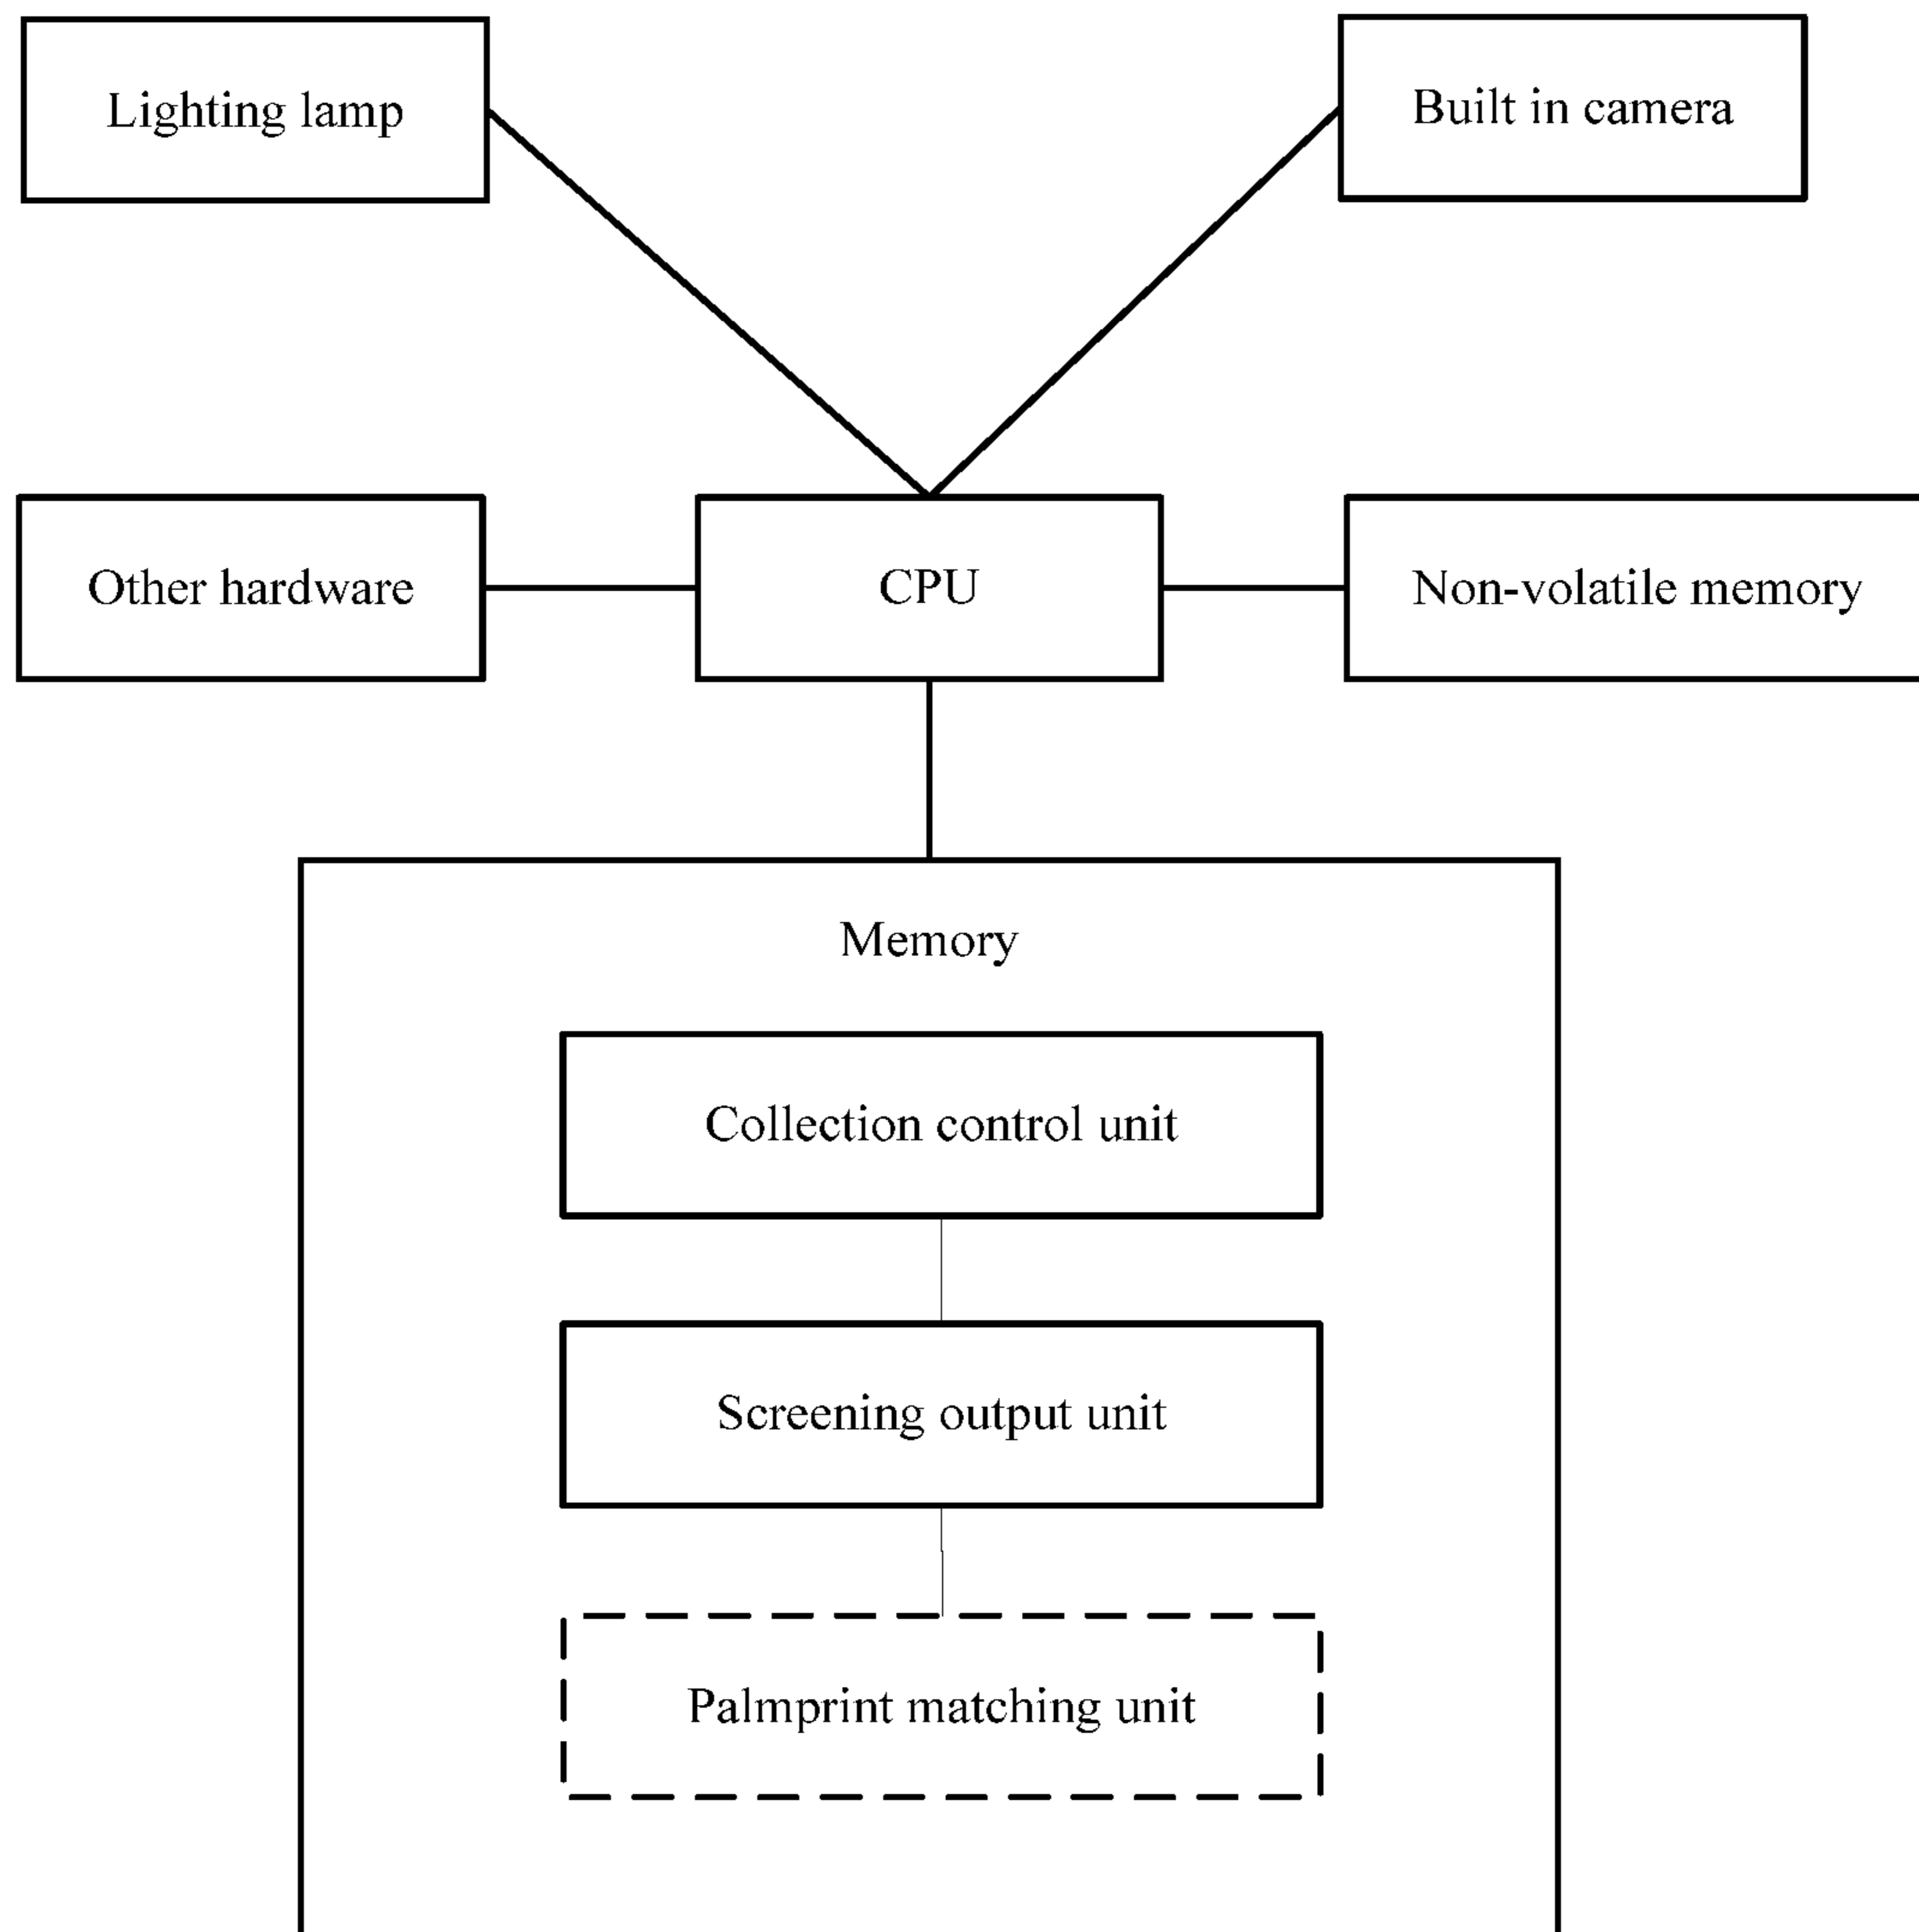 Lighting lamp
Built in camera
Other hardware
CPU
Non-volatile memory
Memory
Collection control unit
Screening output unit
Palmprint matching unit